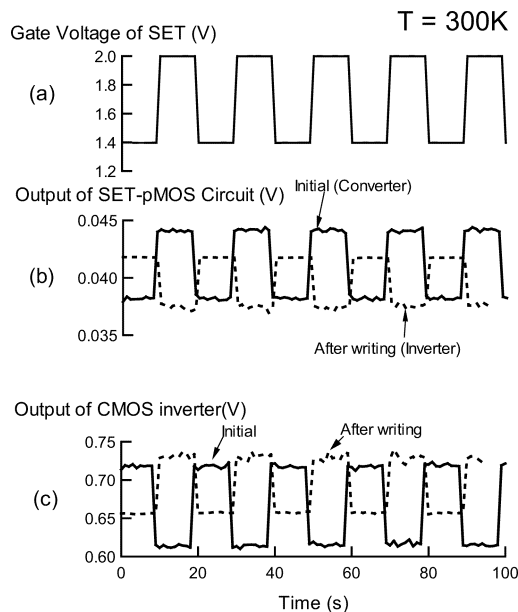 T = 300K
Gate Voltage of SET (V)
2.0
1.8
(a)
1.6
1.4
1.2
Output of SET-pMOS Circuit (V)
Initial (Converter)
0.045
(b)
0.040
0.035
After writing (Inverter)
Output of CMOS inverter(V)
Initial
After writing
0.75
0.70
(c)
0.65
0.60
0 20 40 60 80 100
Time (s)